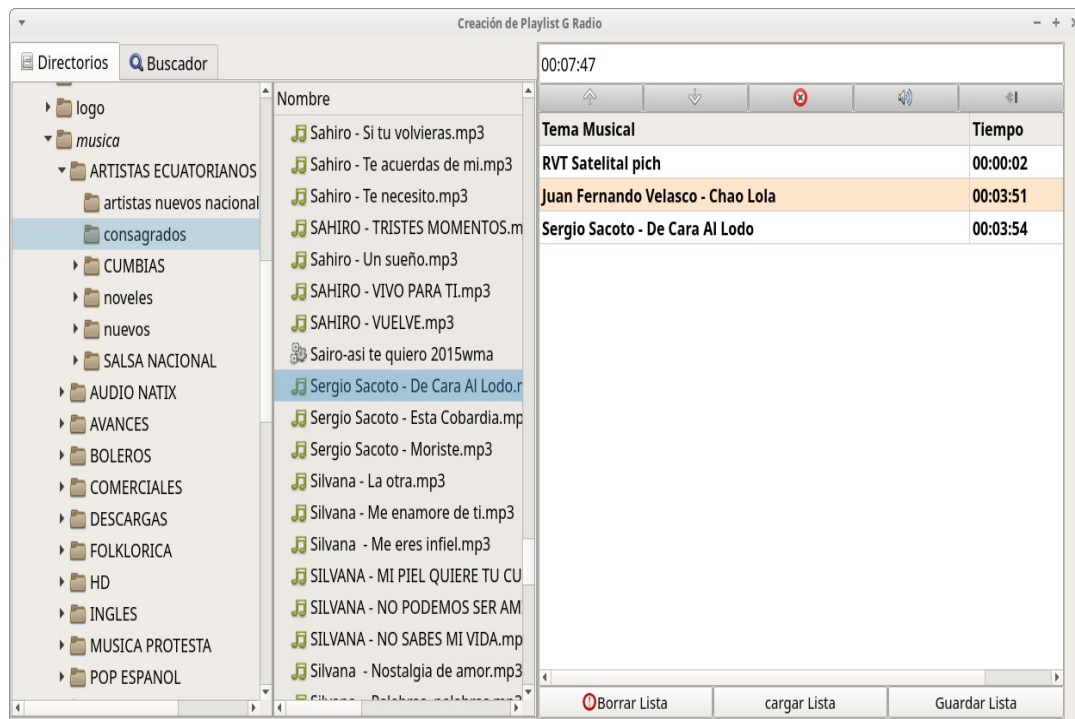 Creación de Playlist G Radio
Directorios
Buscador
logo
musica
ARTISTAS ECUATORIANOS
artistas nuevos nacional
consagrados
CUMBIAS
noveles
nuevos
SALSA NACIONAL
AUDIO NATIX
AVANCES
BOLEROS
COMERCIALES
DESCARGAS
FOLKLORICA
HD
INGLES
MUSICA PROTESTA
POP ESPANOL
Nombre
Sahiro - Si tu volvieras.mp3
Sahiro - Te acuerdas de mi.mp3
Sahiro - Te necesito.mp3
SAHIRO - TRISTES MOMENTOS.m
Sahiro - Un sueño.mp3
SAHIRO - VIVO PARA TI.mp3
SAHIRO - VUELVE.mp3
Sairo-asi te quiero 2015wma
Sergio Sacoto - De Cara Al Lodo.r
Sergio Sacoto - Esta Cobardia.mp
Sergio Sacoto - Moriste.mp3
Silvana - La otra.mp3
Silvana - Me enamore de ti.mp3
Silvana - Me eres infiel.mp3
SILVANA - MI PIEL QUIERE TU CU
SILVANA - NO PODEMOS SER AM
SILVANA - NO SABES MI VIDA.mp
Silvana - Nostalgia de amor.mp3
00:07:47
Tema Musical Tiempo
RVT Satelital pich 00:00:02
Juan Fernando Velasco - Chao Lola 00:03:51
Sergio Sacoto - De Cara Al Lodo 00:03:54
Borrar Lista
cargar Lista
Guardar Lista